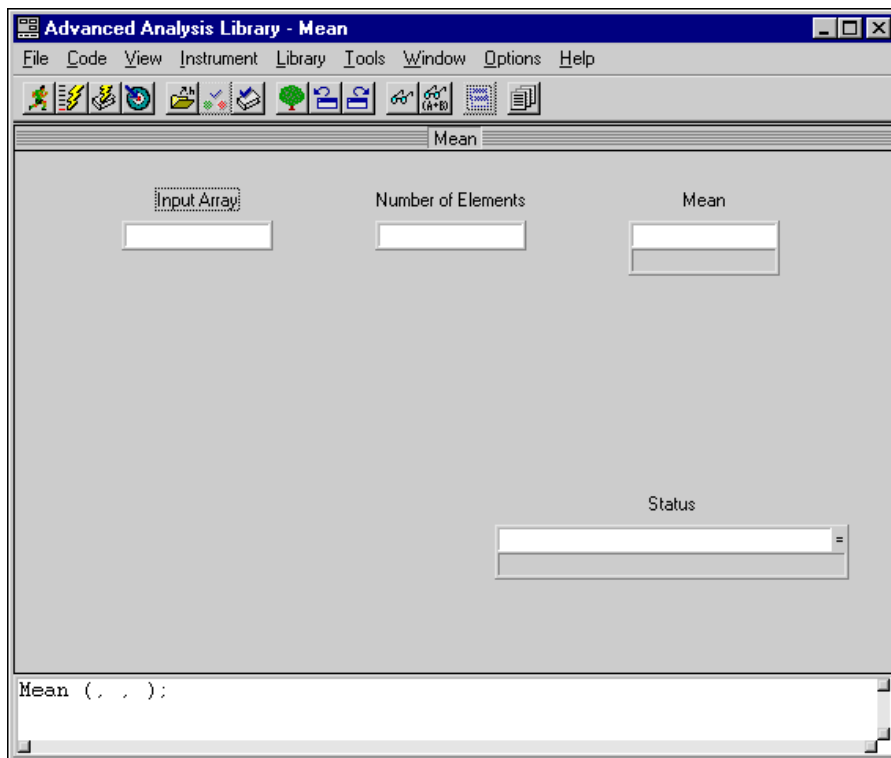 Advanced Analysis Library - Mean
File Code View Instrument Library Tools Window Options Help
(A+B)
Mean
Input Array Number of Elements Mean
Status
=
Mean (, , );